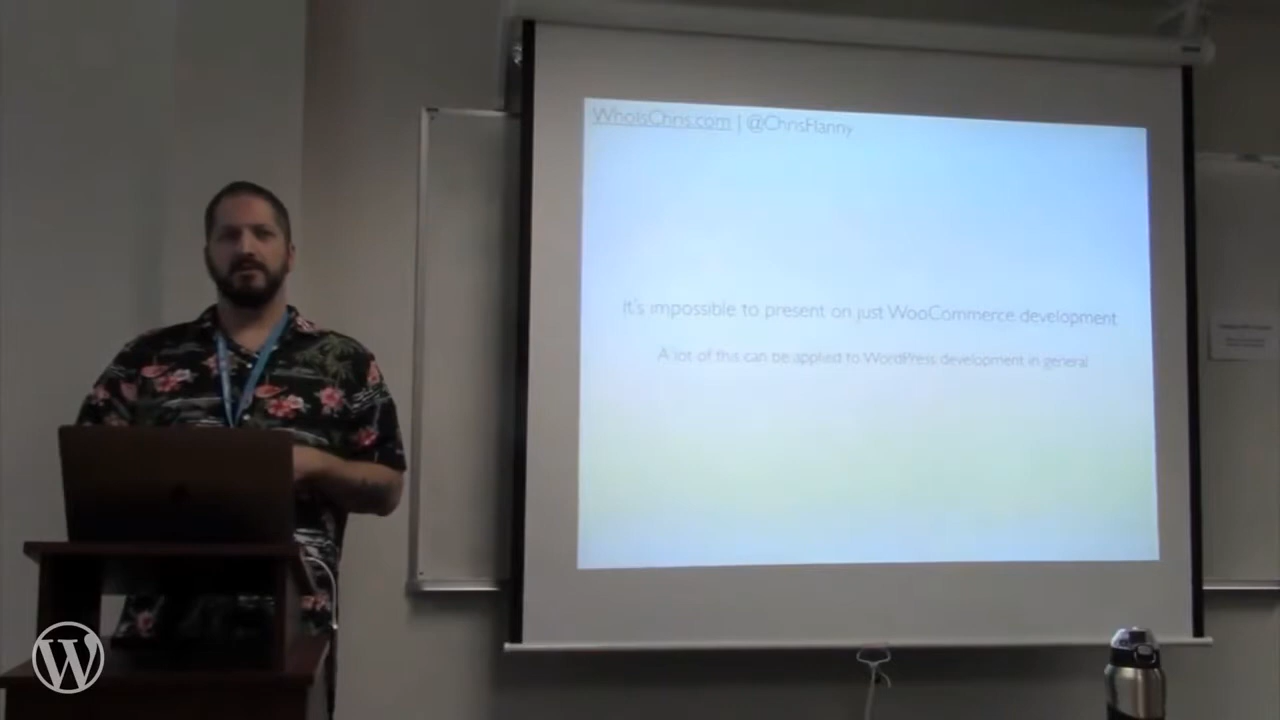 WhoIsChris.com | @ChrisFlanny
It's impossible to present on just WooCommerce development
A lot of this can be applied to WordPress development in general
W